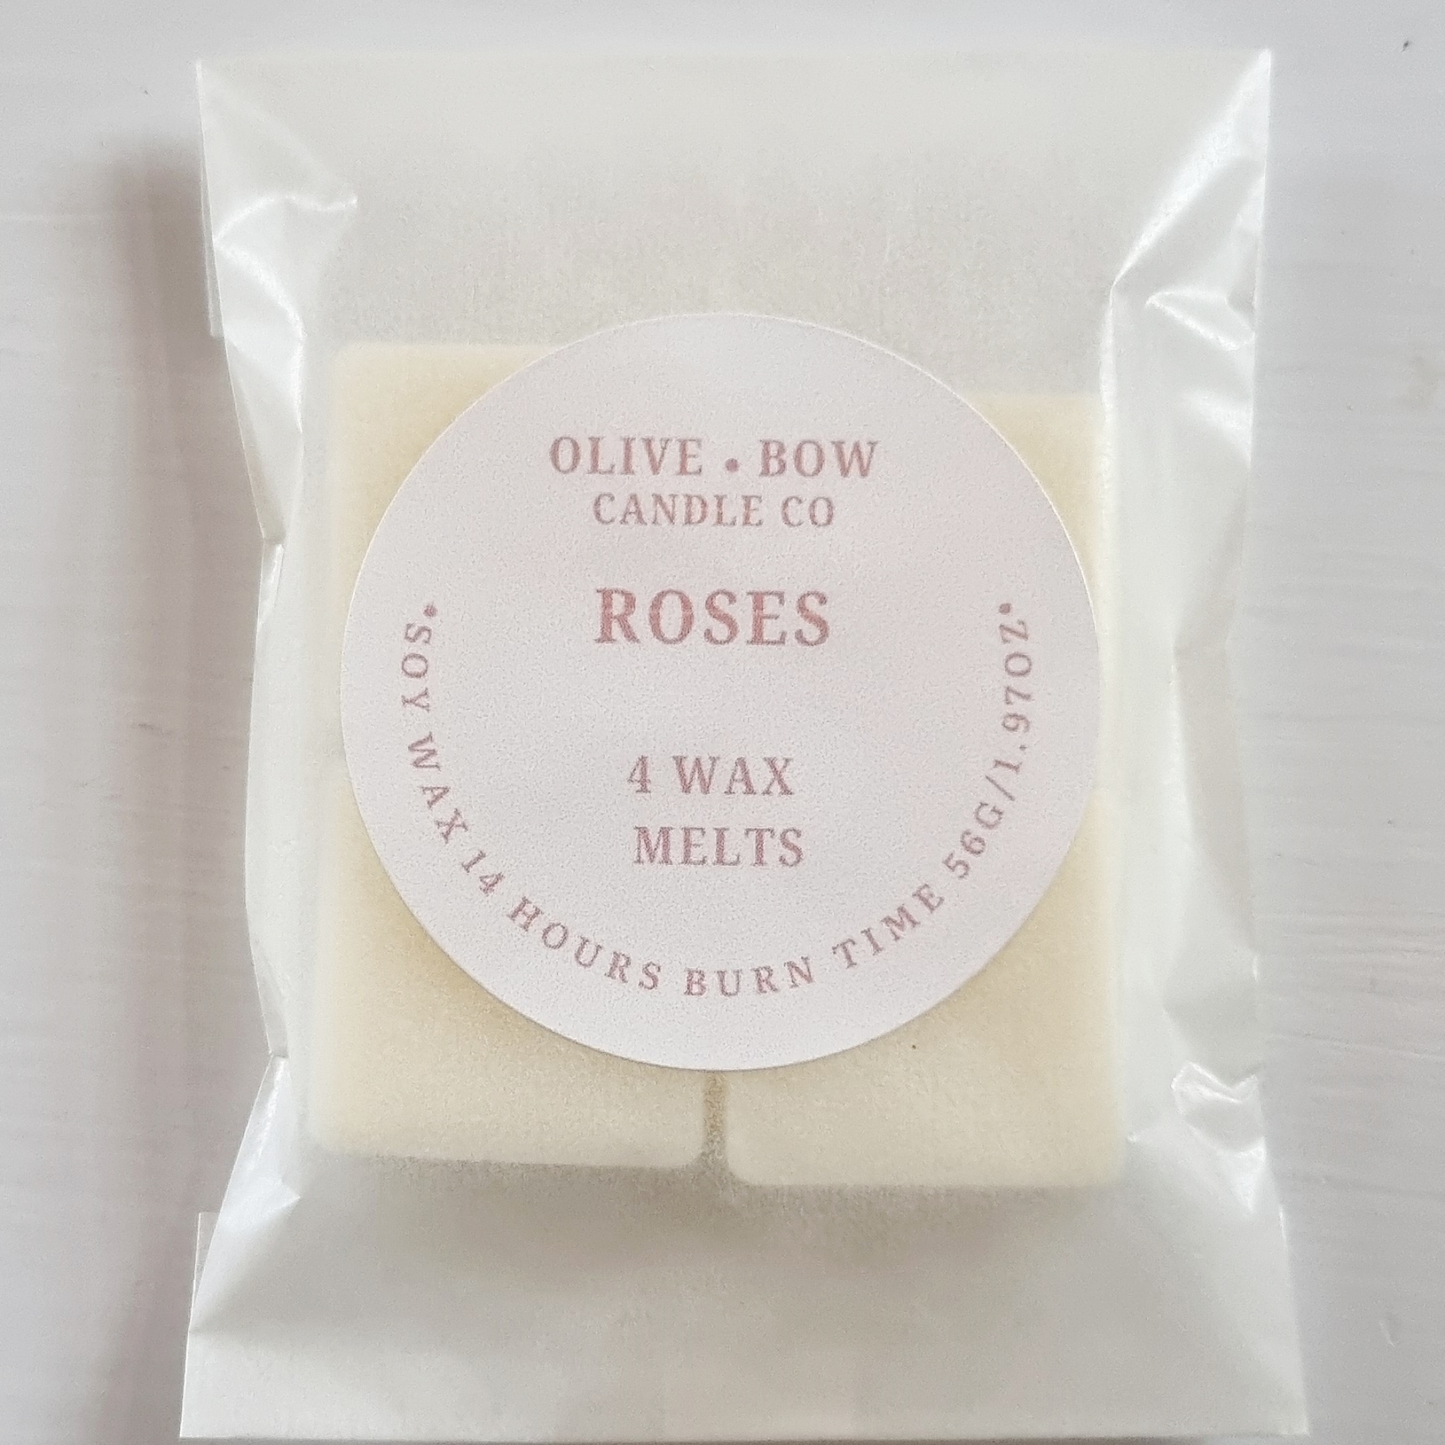 OLIVE • BOW
CANDLE CO
ROSES
4 WAX
MELTS
•SOY WAX 14 HOURS BURN TIME 56G/1.97OZ•